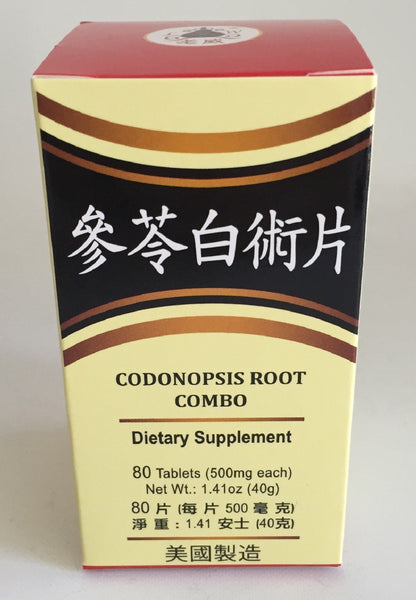 參苓白術片
CODONOPSIS ROOT
COMBO
Dietary Supplement
80 Tablets (500mg each)
Net Wt.: 1.41oz (40g)
80 片 (每 片 500 毫 克)
淨 重 : 1.41 安士 (40克)
美國製造